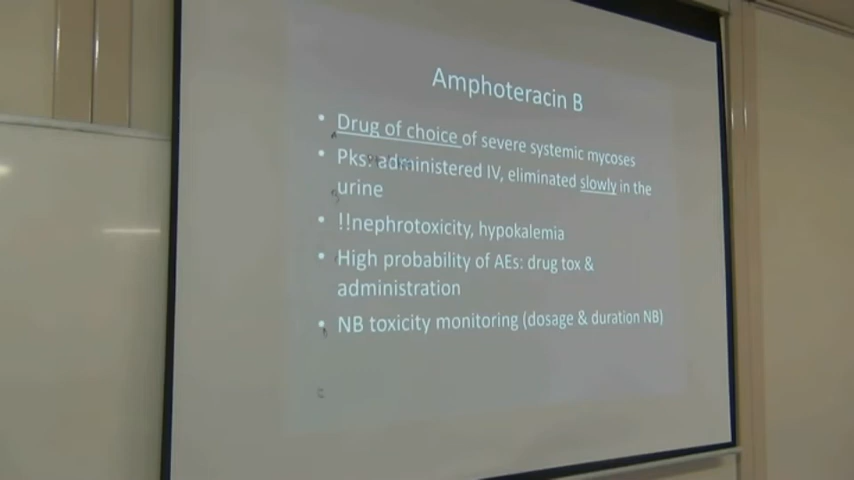 Amphoteracin B
• Drug of choice of severe systemic mycoses
• Pks: administered IV, eliminated slowly in the
urine
• !!nephrotoxicity, hypokalemia
• High probability of AEs: drug tox &
administration
• NB toxicity monitoring (dosage & duration NB)